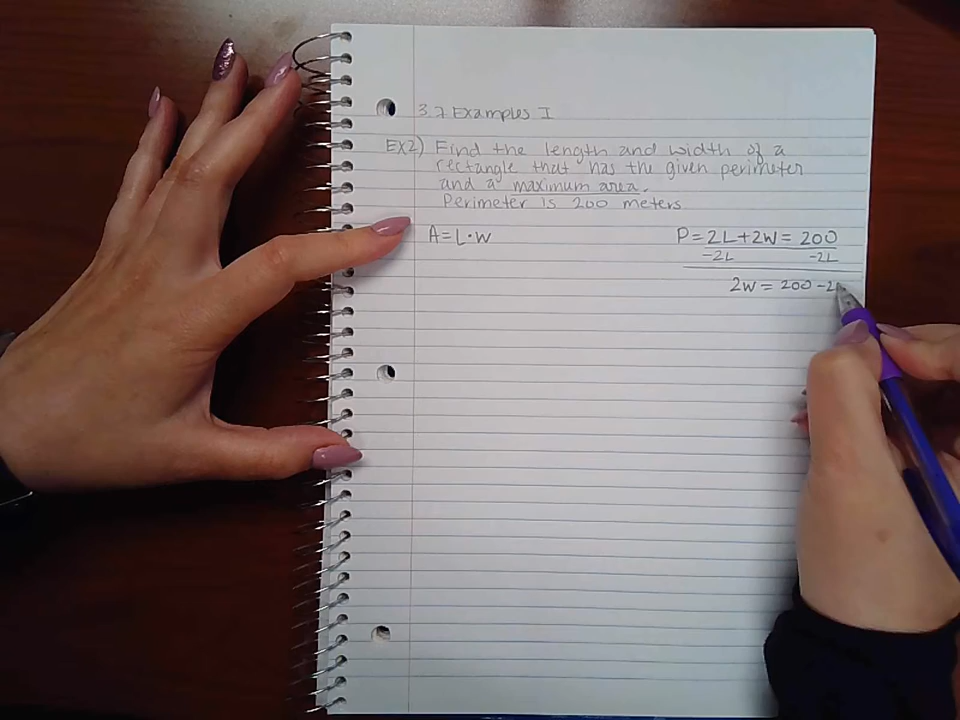 3.7 Examples I
Ex2) Find the length and width of a
rectangle that has the given perimeter
and a maximum area.
Perimeter is 200 meters.
A=L·W
P=2L+2W=200
-2L -2L
2W=200-2L